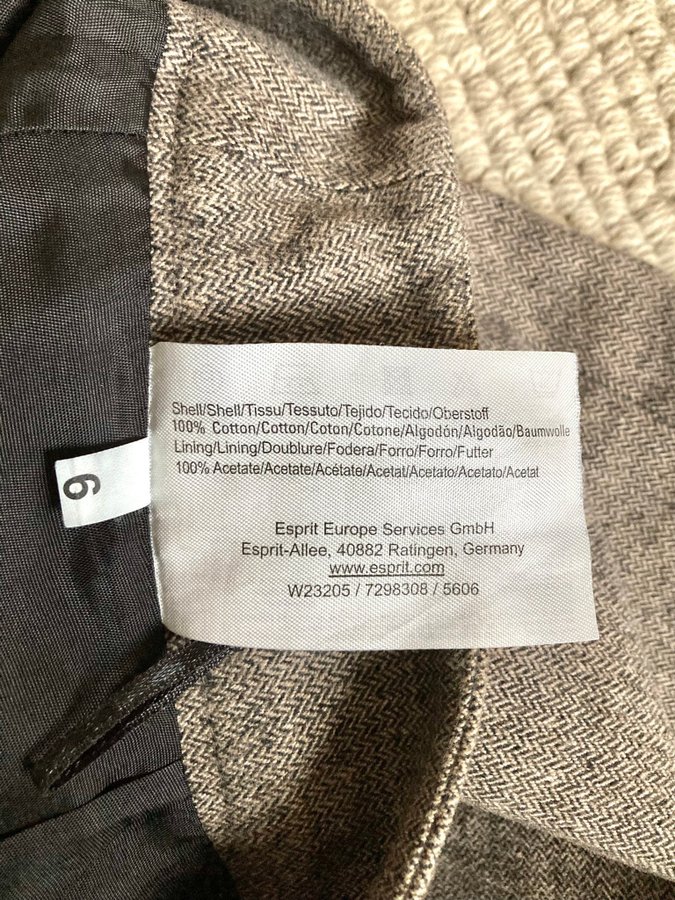 Shell/Shell/Tissu/Tessuto/Tejido/Tecido/Oberstoff
100% Cotton/Cotton/Coton/Cotone/Algodón/Algodão/Baumwolle
Lining/Lining/Doublure/Fodera/Forro/Forro/Futter
100% Acetate/Acetate/Acétate/Acetat/Acetato/Acetato/Acetat
6
Esprit Europe Services GmbH
Esprit-Allee, 40882 Ratingen, Germany
www.esprit.com
W23205 / 7298308 / 5606